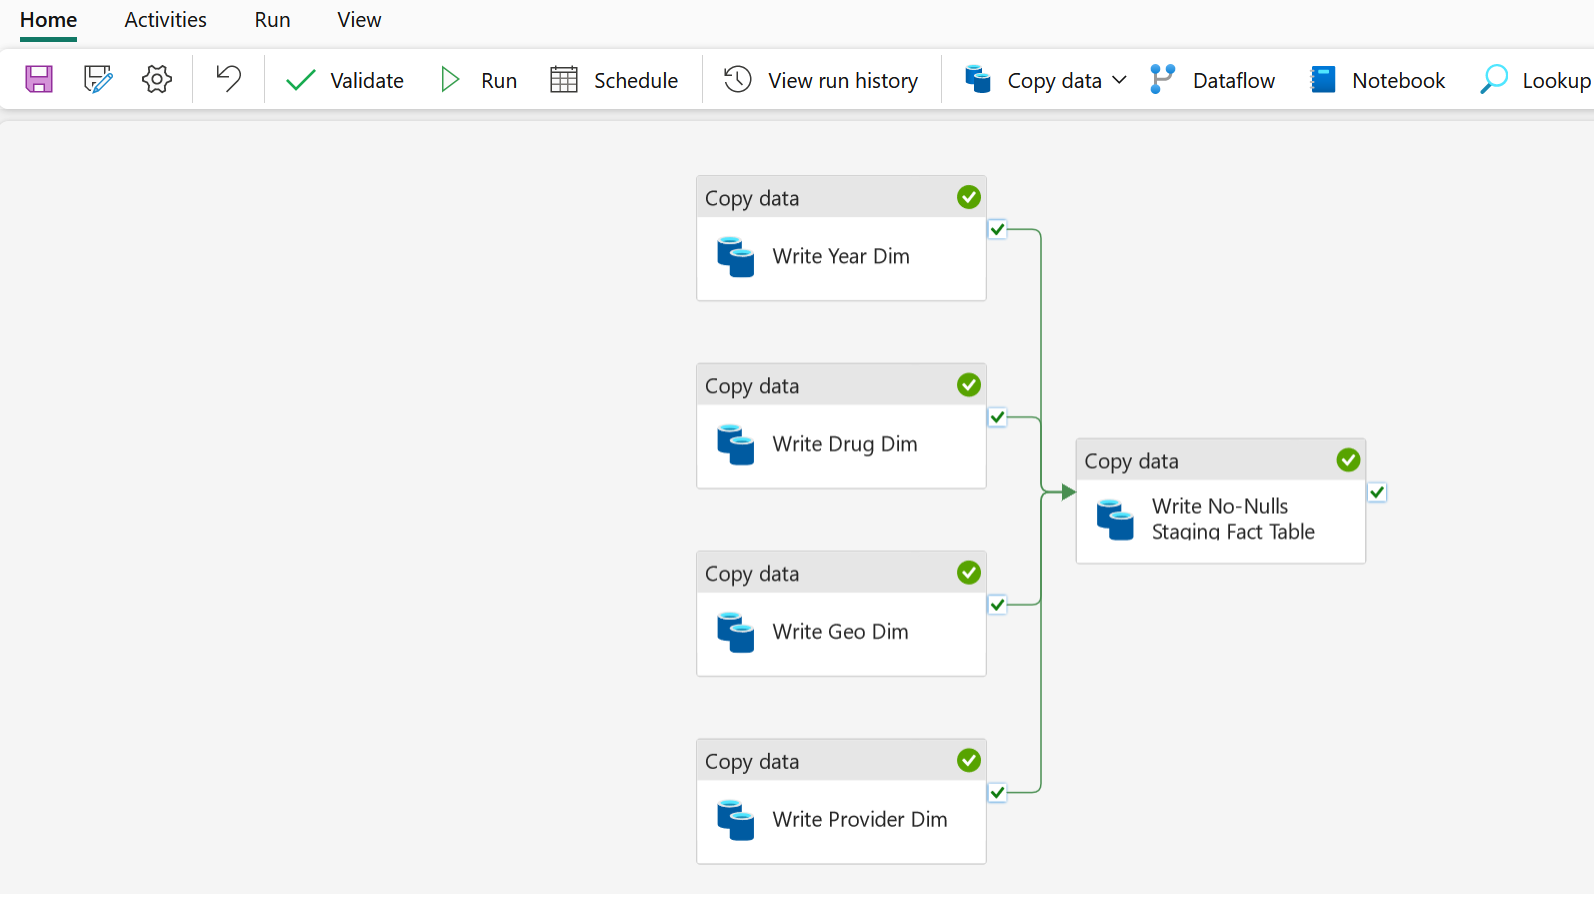 Home Activities Run View
Validate Run Schedule View run history Copy data Dataflow Notebook Lookup
Copy data
Write Year Dim
Copy data
Write Drug Dim
Copy data
Write No-Nulls
Staging Fact Table
Copy data
Write Geo Dim
Copy data
Write Provider Dim